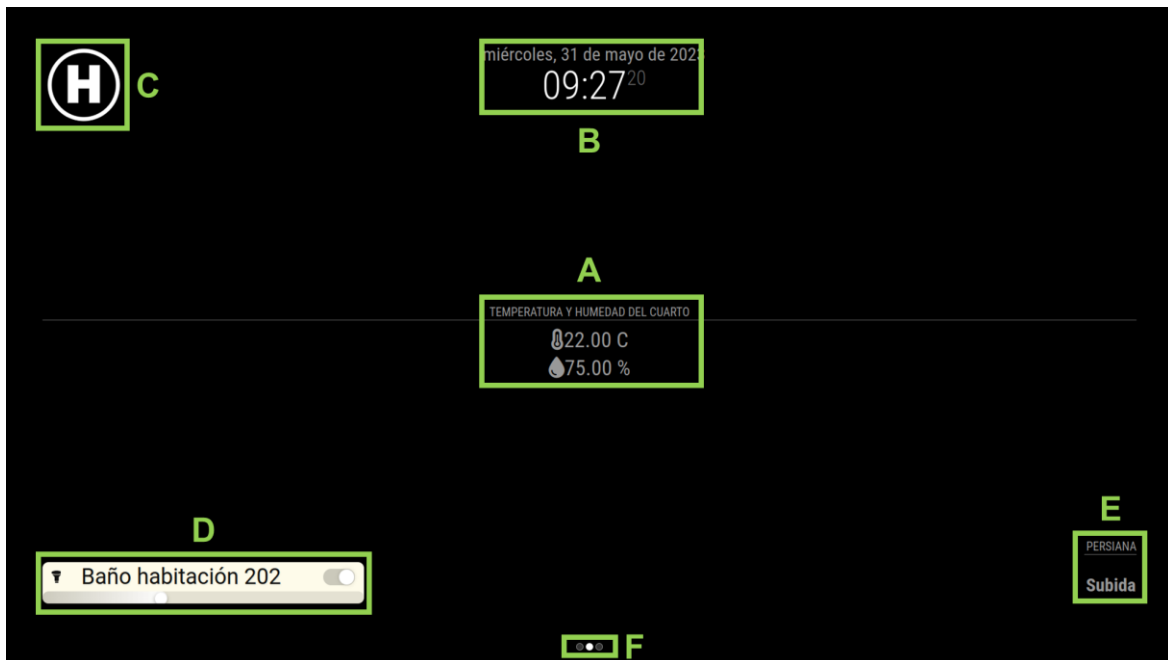 H
C
miércoles, 31 de mayo de 2023
09:27 20
B
A
TEMPERATURA Y HUMEDAD DEL CUARTO
22.00 C
75.00 %
D
Baño habitación 202
E
PERSIANA
Subida
F